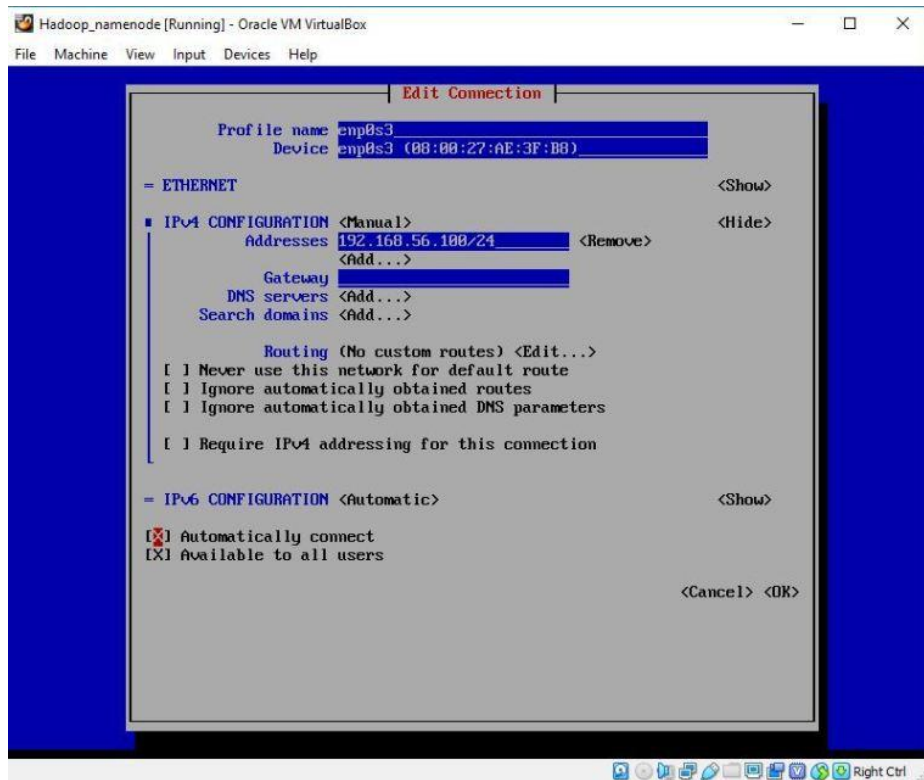 Hadoop_namenode [Running] - Oracle VM VirtualBox
File Machine View Input Devices Help
Edit Connection
Profile name enp0s3
Device enp0s3 (08:00:27:AE:3F:B8)
= ETHERNET <Show>
IPv4 CONFIGURATION <Manual> <Hide>
Addresses 192.168.56.100/24 <Remove>
<Add...>
Gateway
DNS servers <Add...>
Search domains <Add...>
Routing (No custom routes) <Edit...>
[ ] Never use this network for default route
[ ] Ignore automatically obtained routes
[ ] Ignore automatically obtained DNS parameters
[ ] Require IPv4 addressing for this connection
= IPv6 CONFIGURATION <Automatic> <Show>
[X] Automatically connect
[X] Available to all users
<Cancel> <OK>
Right Ctrl